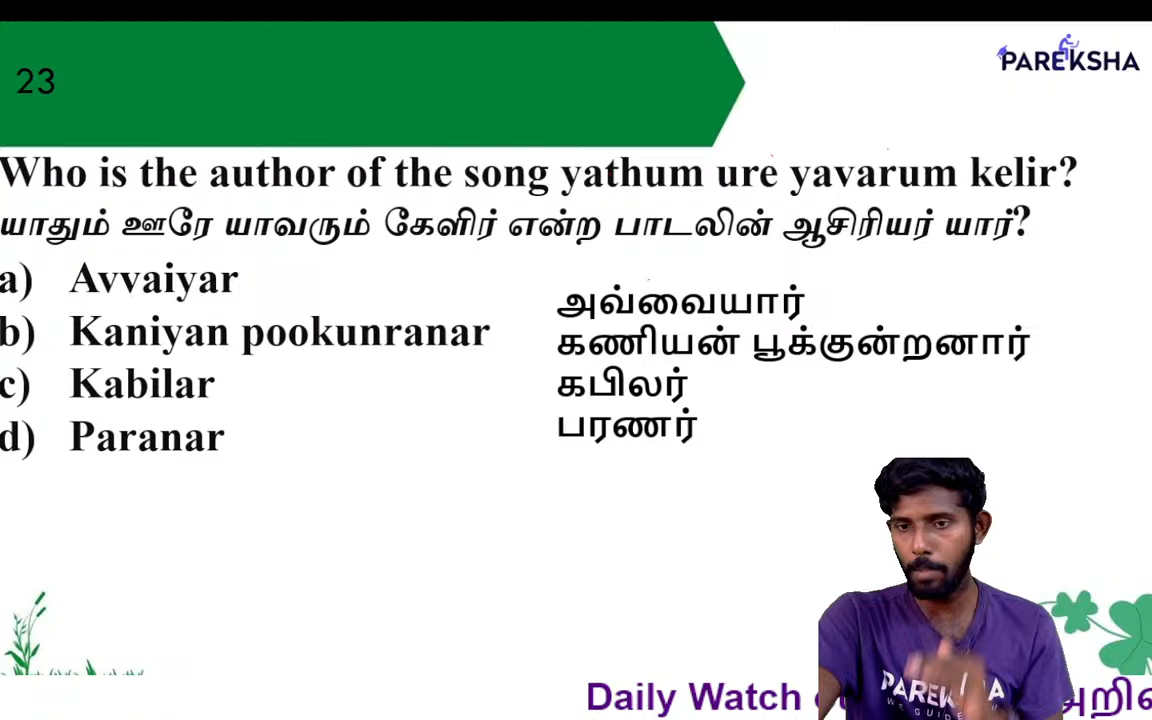 23
PAREKSHA
Who is the author of the song yathum ure yavarum kelir?
யாதும் ஊரே யாவரும் கேளிர் என்ற பாடலின் ஆசிரியர் யார்?
a) Avvaiyar
b) Kaniyan pookunranar
c) Kabilar
d) Paranar
அவ்வையார்
கணியன் பூக்குன்றனார்
கபிலர்
பரணர்
Daily Watch